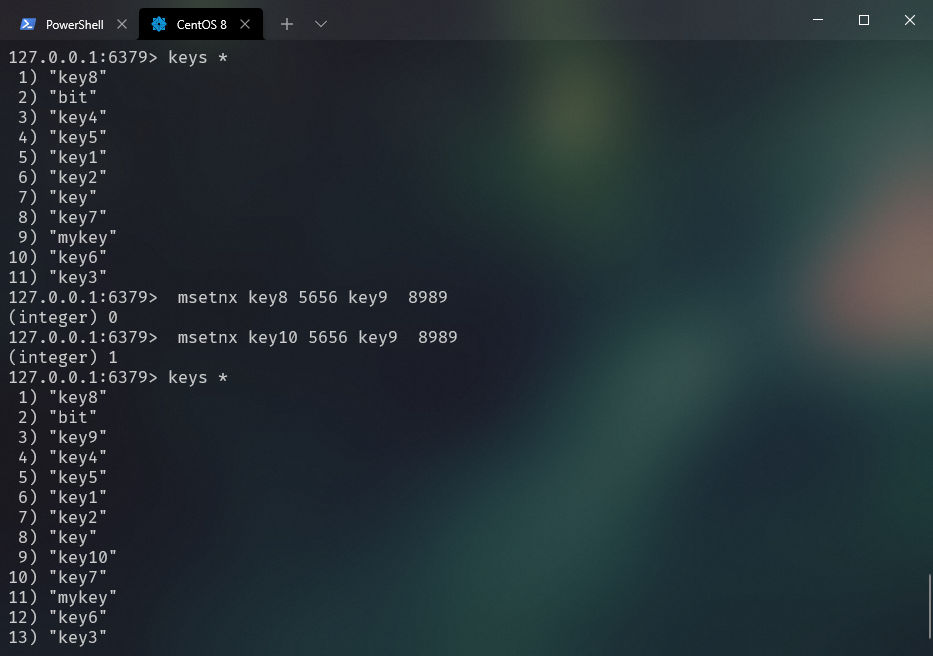 PowerShell CentOS 8
127.0.0.1:6379> keys *
 1) "key8"
 2) "bit"
 3) "key4"
 4) "key5"
 5) "key1"
 6) "key2"
 7) "key"
 8) "key7"
 9) "mykey"
10) "key6"
11) "key3"
127.0.0.1:6379>  msetnx key8 5656 key9  8989
(integer) 0
127.0.0.1:6379>  msetnx key10 5656 key9  8989
(integer) 1
127.0.0.1:6379> keys *
 1) "key8"
 2) "bit"
 3) "key9"
 4) "key4"
 5) "key5"
 6) "key1"
 7) "key2"
 8) "key"
 9) "key10"
10) "key7"
11) "mykey"
12) "key6"
13) "key3"